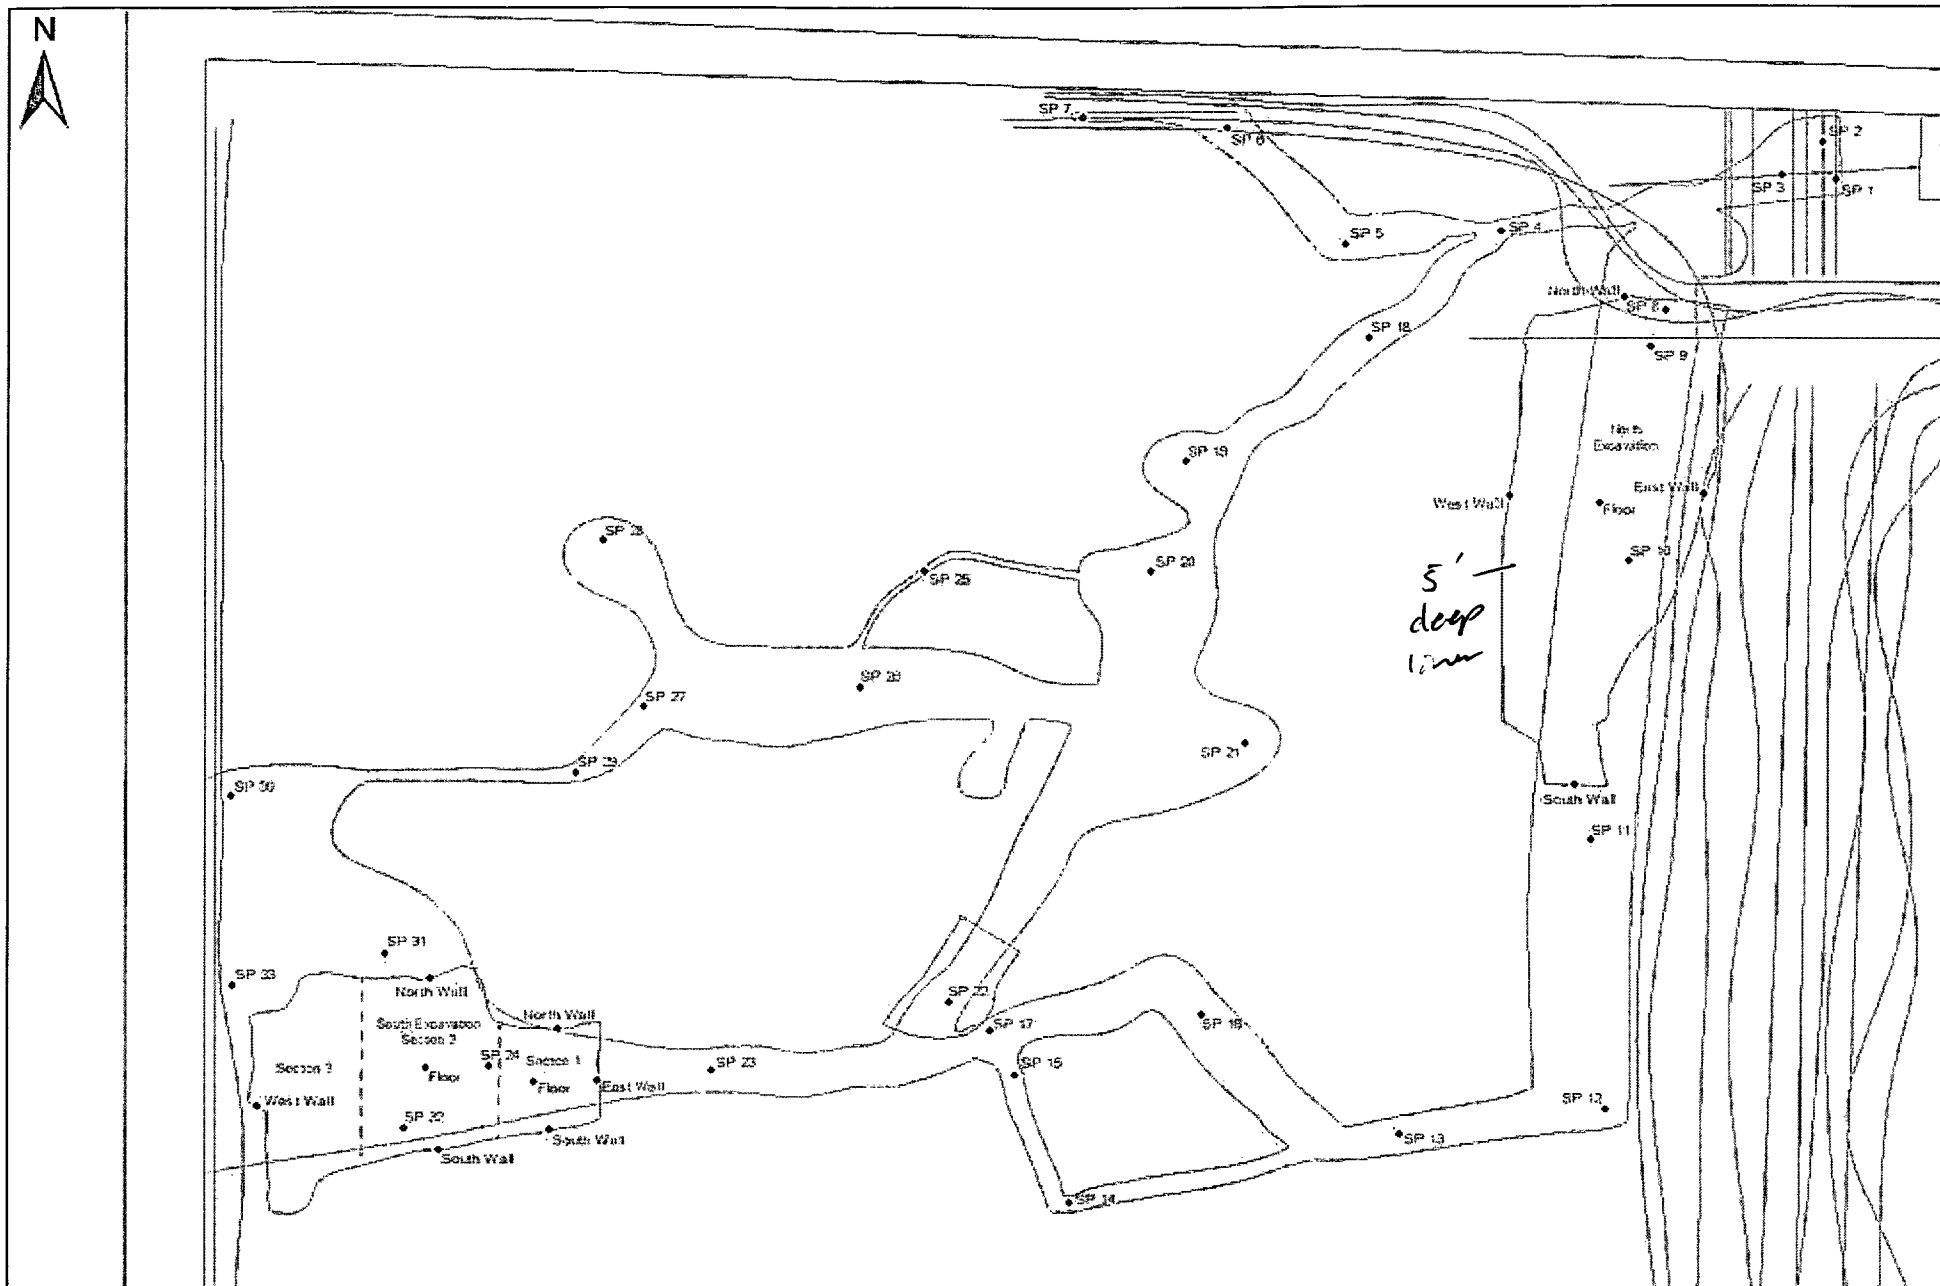 N
SP 7
SP 6
SP 2
SP 3
SP 1
SP 5
SP 4
North Wall
SP 8
SP 9
SP 18
North
Excavation
SP 19
West Wall
East Wall
Floor
SP 10
SP 28
SP 25
SP 20
5'
deep
liner
SP 26
SP 27
SP 21
SP 29
SP 30
South Wall
SP 11
SP 31
SP 33
North Wall
SP 22
South Excavation
Section 2
North Wall
SP 17
SP 16
Section 3
SP 24
Section 1
Floor
Floor
East Wall
SP 23
SP 15
West Wall
SP 32
South Wall
South Wall
SP 12
SP 13
SP 14